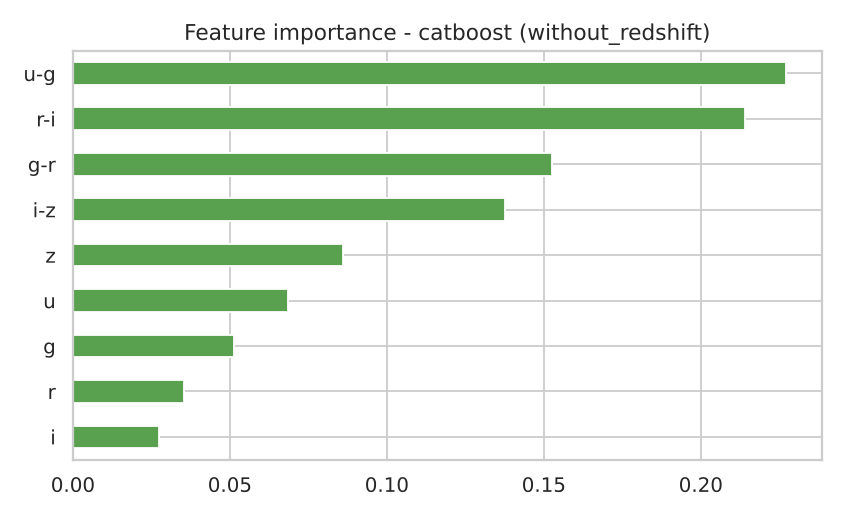 Feature importance - catboost (without_redshift)
u-g
r-i
g-r
i-z
z
u
g
r
i
0.00 0.05 0.10 0.15 0.20